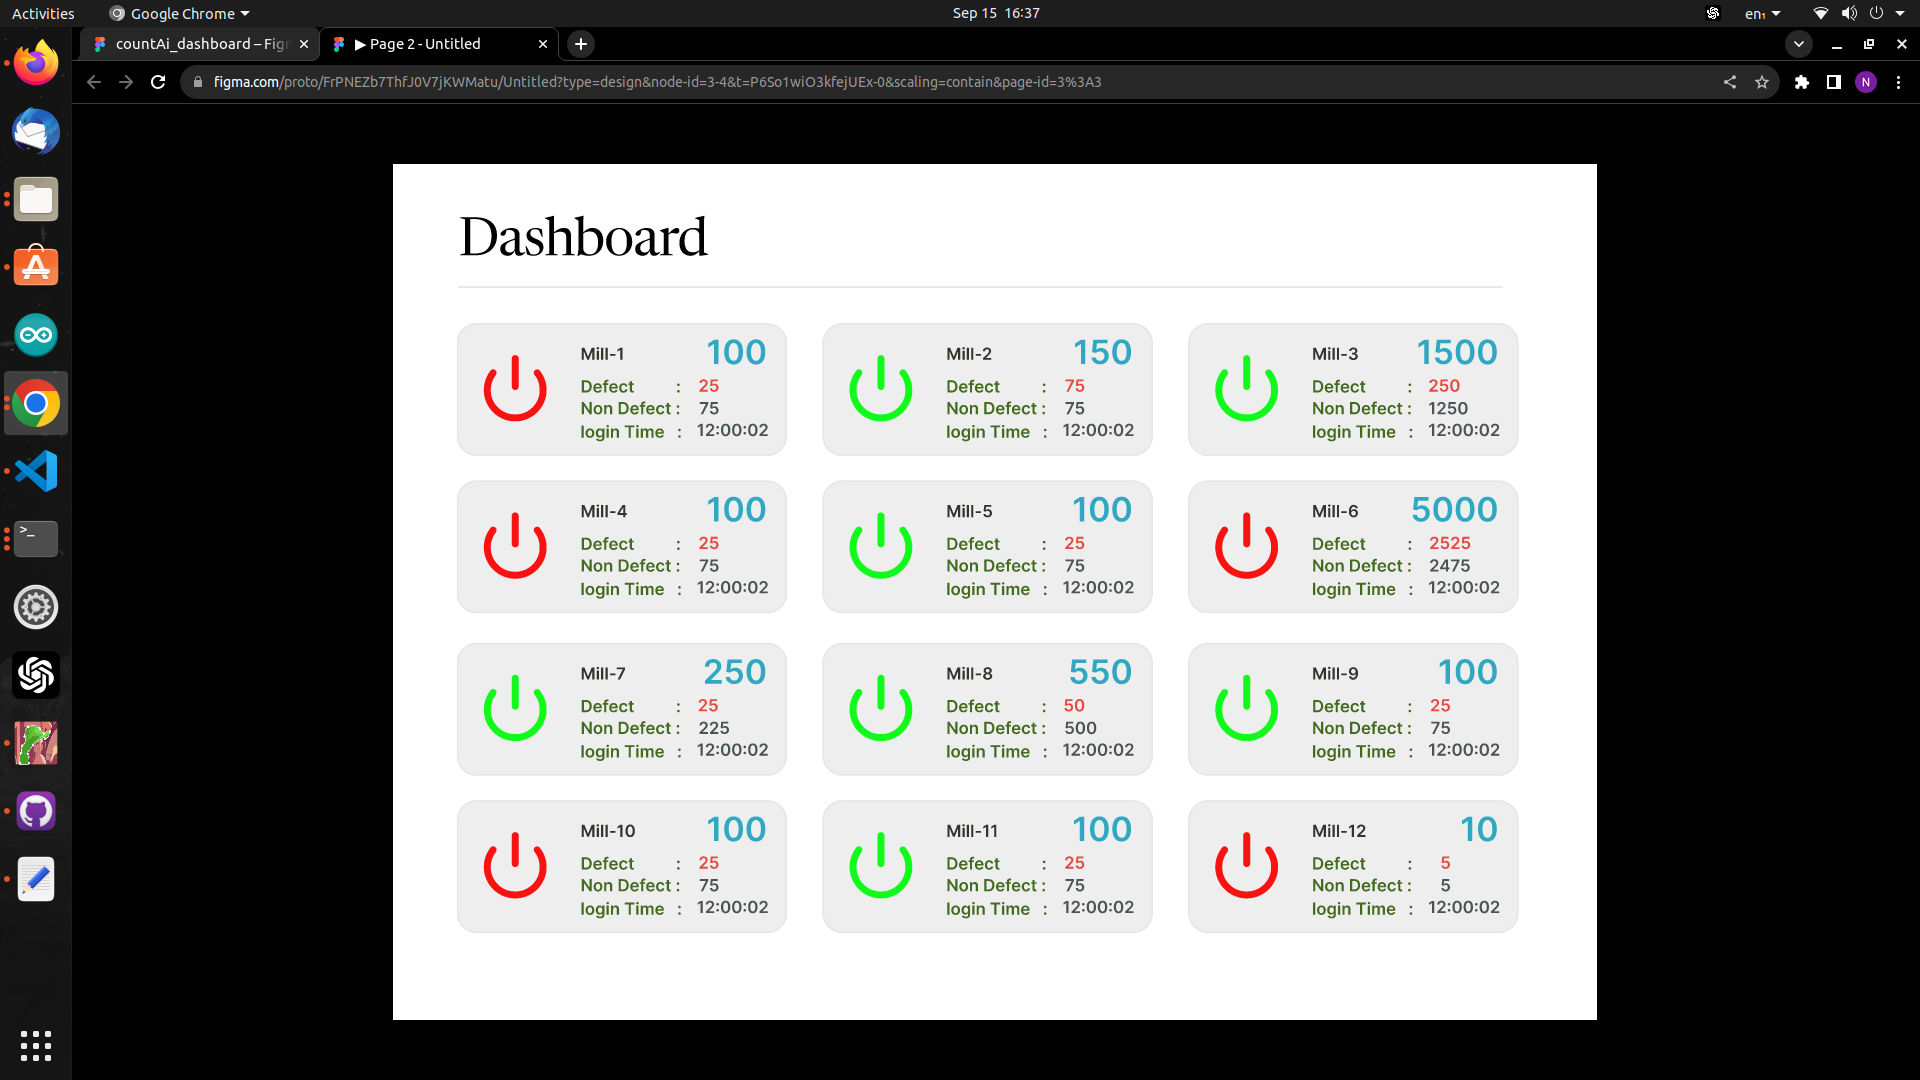 Activities
Google Chrome
Sep 15 16:37
en₁
countAi_dashboard – Fig
▶ Page 2 - Untitled
figma.com/proto/FrPNEZb7ThfJ0V7jKWMatu/Untitled?type=design&node-id=3-4&t=P6So1wiO3kfejUEx-0&scaling=contain&page-id=3%3A3
N
Dashboard
Mill-1 100
Defect : 25
Non Defect : 75
login Time : 12:00:02
Mill-2 150
Defect : 75
Non Defect : 75
login Time : 12:00:02
Mill-3 1500
Defect : 250
Non Defect : 1250
login Time : 12:00:02
Mill-4 100
Defect : 25
Non Defect : 75
login Time : 12:00:02
Mill-5 100
Defect : 25
Non Defect : 75
login Time : 12:00:02
Mill-6 5000
Defect : 2525
Non Defect : 2475
login Time : 12:00:02
Mill-7 250
Defect : 25
Non Defect : 225
login Time : 12:00:02
Mill-8 550
Defect : 50
Non Defect : 500
login Time : 12:00:02
Mill-9 100
Defect : 25
Non Defect : 75
login Time : 12:00:02
Mill-10 100
Defect : 25
Non Defect : 75
login Time : 12:00:02
Mill-11 100
Defect : 25
Non Defect : 75
login Time : 12:00:02
Mill-12 10
Defect : 5
Non Defect : 5
login Time : 12:00:02